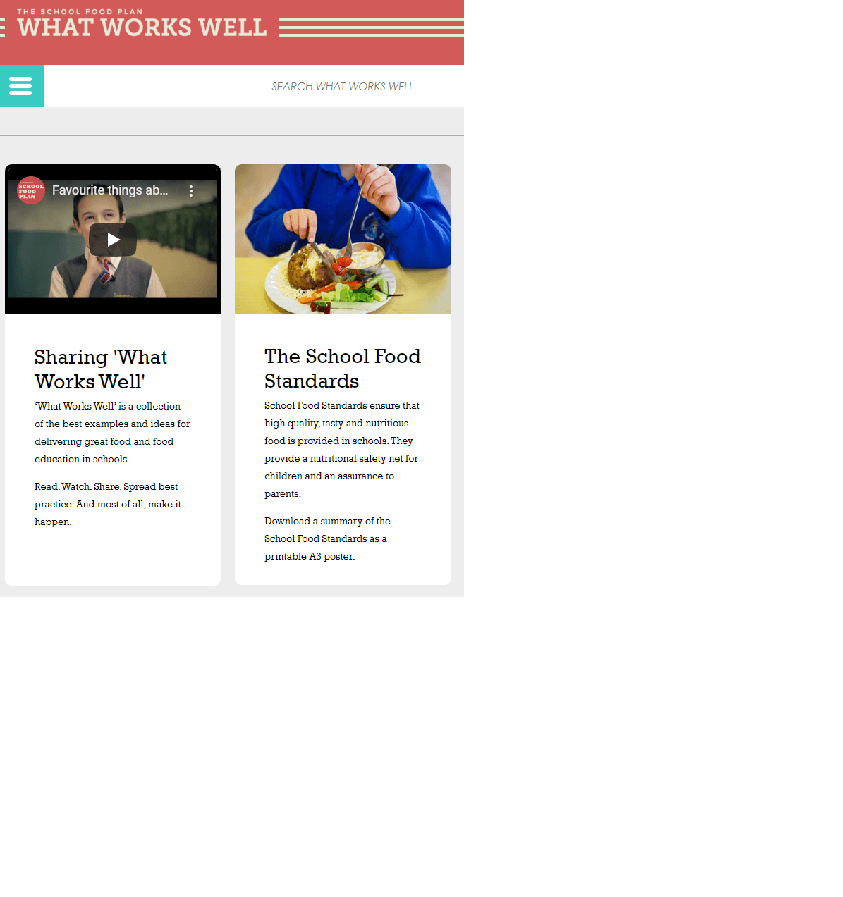 THE SCHOOL FOOD PLAN
WHAT WORKS WELL
SEARCH WHAT WORKS WELL
SCHOOL
FOOD
PLAN
Favourite things ab...
Sharing 'What
Works Well'
‘What Works Well’ is a collection
of the best examples and ideas for
delivering great food and food
education in schools.
Read. Watch. Share. Spread best
practice. And most of all, make it
happen.
The School Food
Standards
School Food Standards ensure that
high quality, tasty and nutritious
food is provided in schools. They
provide a nutritional safety net for
children and an assurance to
parents.
Download a summary of the
School Food Standards as a
printable A3 poster.